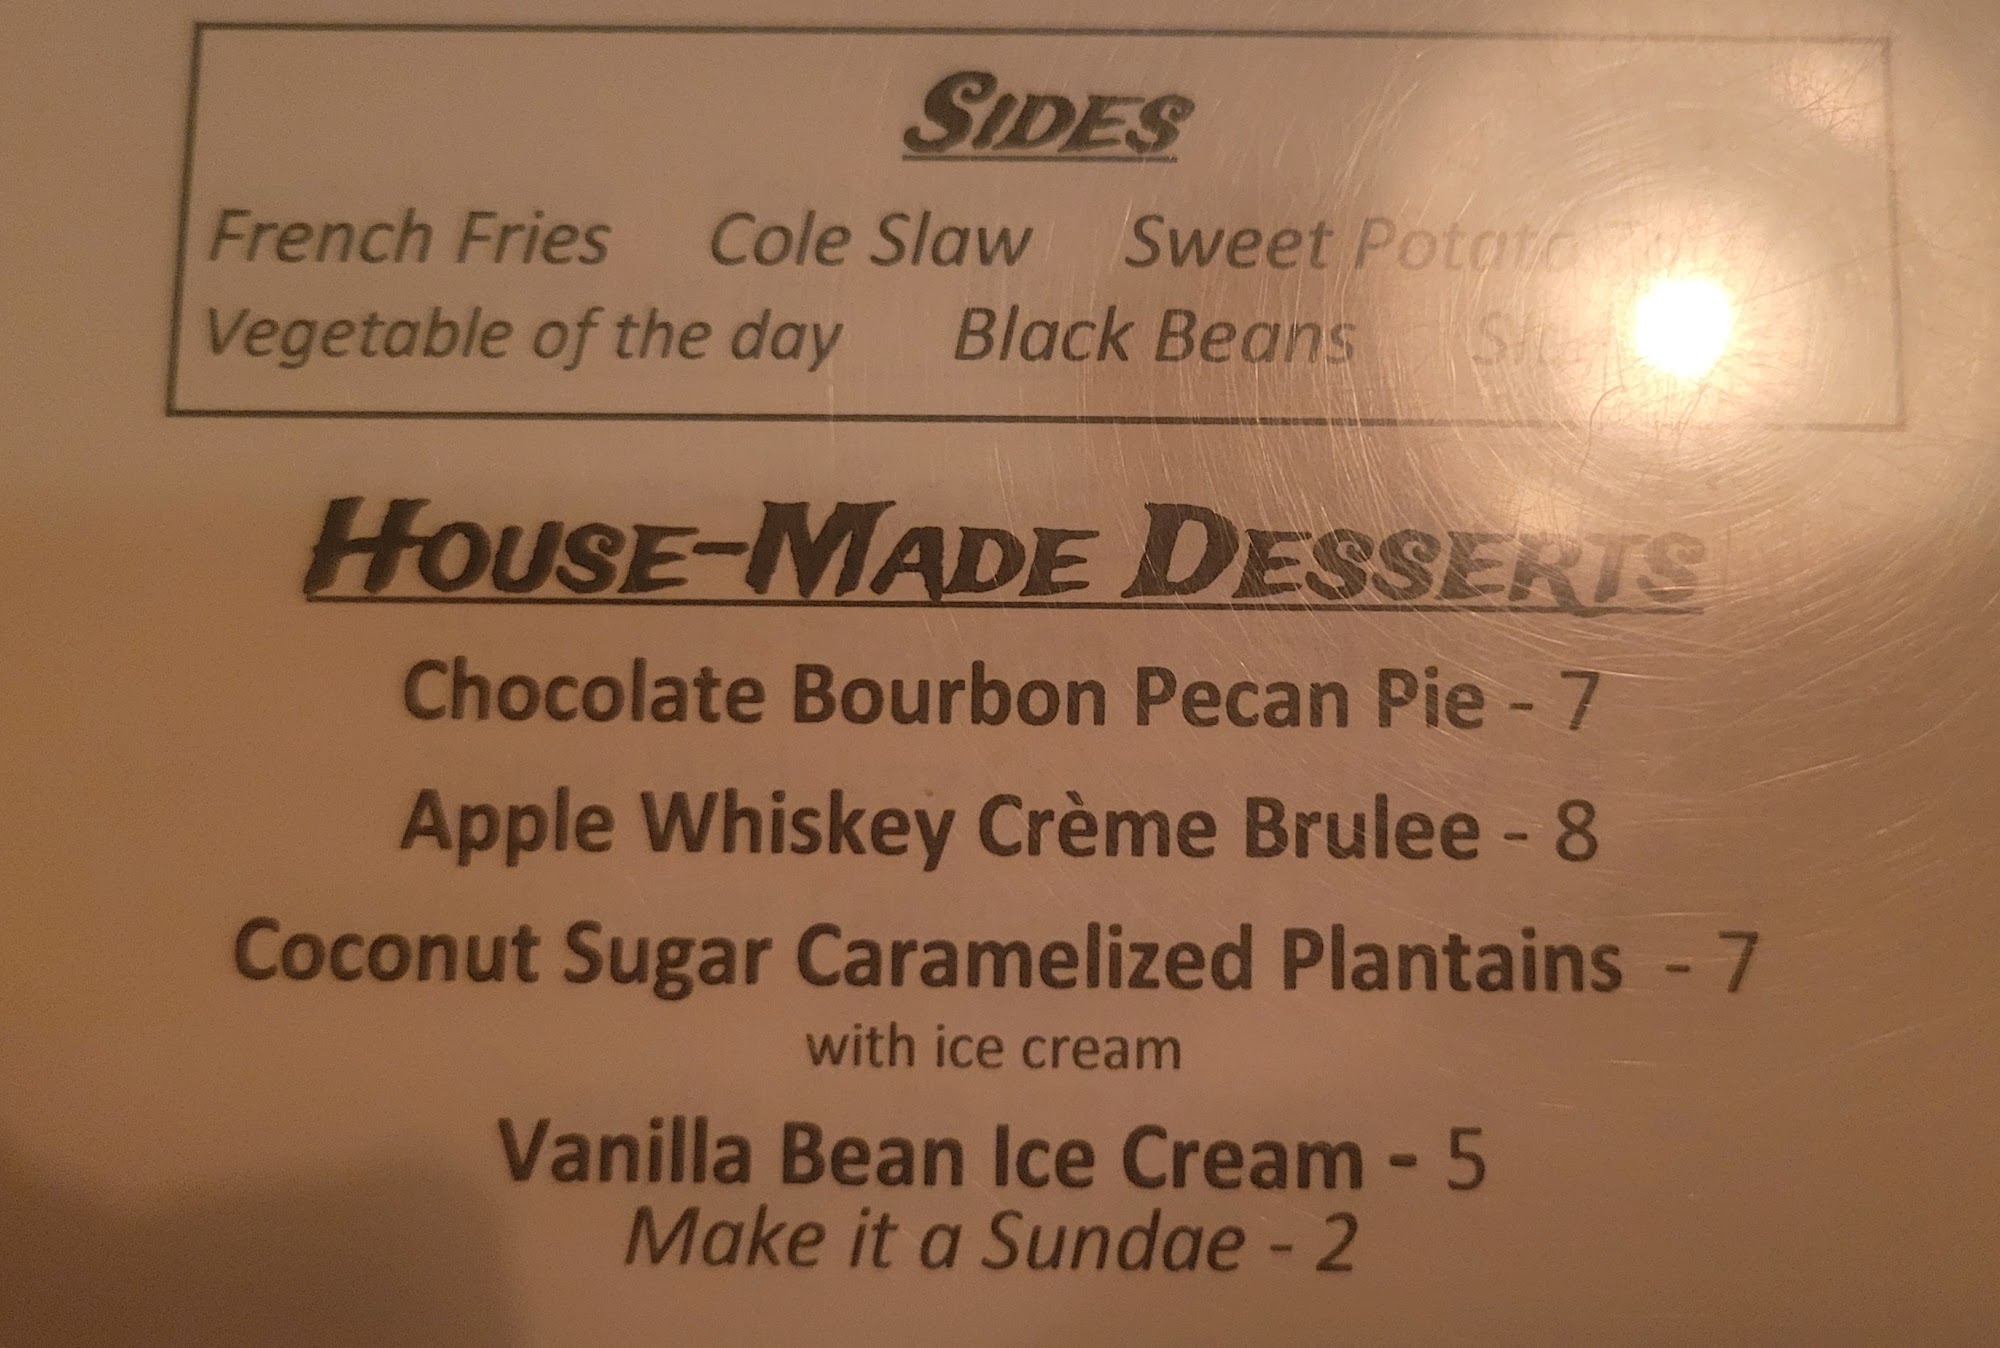 SIDES
French Fries Cole Slaw Sweet Potato
Vegetable of the day Black Beans
HOUSE-MADE DESSERTS
Chocolate Bourbon Pecan Pie - 7
Apple Whiskey Crème Brulee - 8
Coconut Sugar Caramelized Plantains - 7
with ice cream
Vanilla Bean Ice Cream - 5
Make it a Sundae - 2